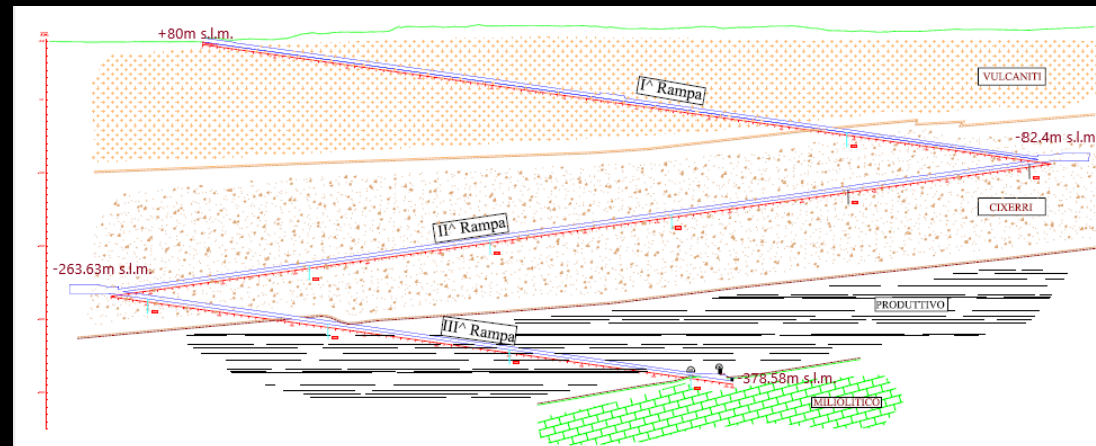 +80m s.l.m.
I^ Rampa
VULCANITI
-82,4m s.l.m.
II^ Rampa
CIXERRI
-263.63m s.l.m.
PRODUTTIVO
III^ Rampa
-378.58m s.l.m.
MILIOLITICO